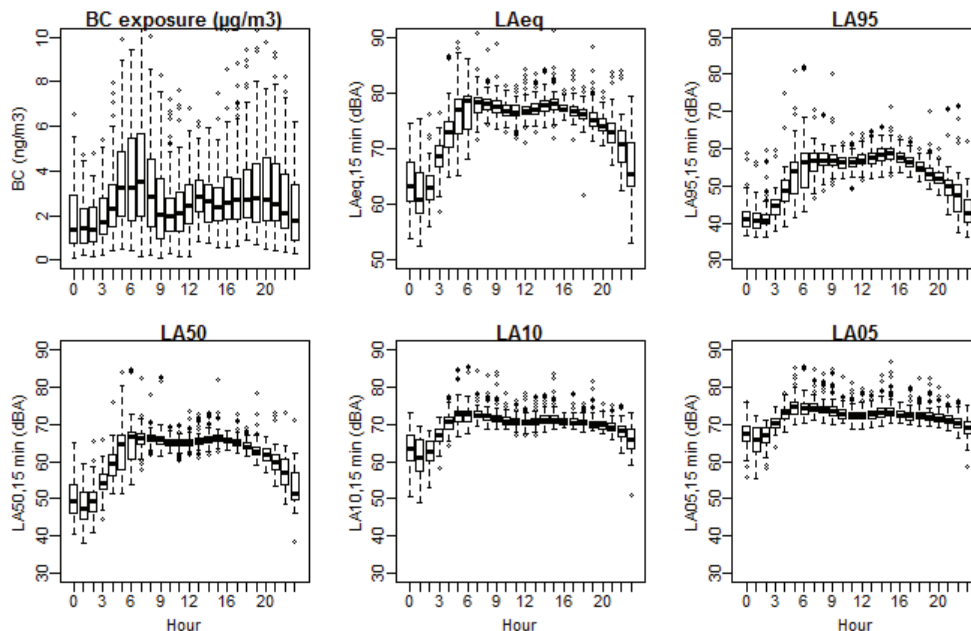 BC exposure (µg/m3)
BC (ng/m3)
10
8
6
4
2
0
0 3 6 9 12 16 20
LAeq
LAeq,15 min (dBA)
90
80
70
60
50
0 3 6 9 12 16 20
LA95
LA95,15 min (dBA)
90
80
70
60
50
40
30
0 3 6 9 12 16 20
LA50
LA50,15 min (dBA)
90
80
70
60
50
40
30
0 3 6 9 12 16 20
Hour
LA10
LA10,15 min (dBA)
90
80
70
60
50
40
30
0 3 6 9 12 16 20
Hour
LA05
LA05,15 min (dBA)
90
80
70
60
50
40
30
0 3 6 9 12 16 20
Hour